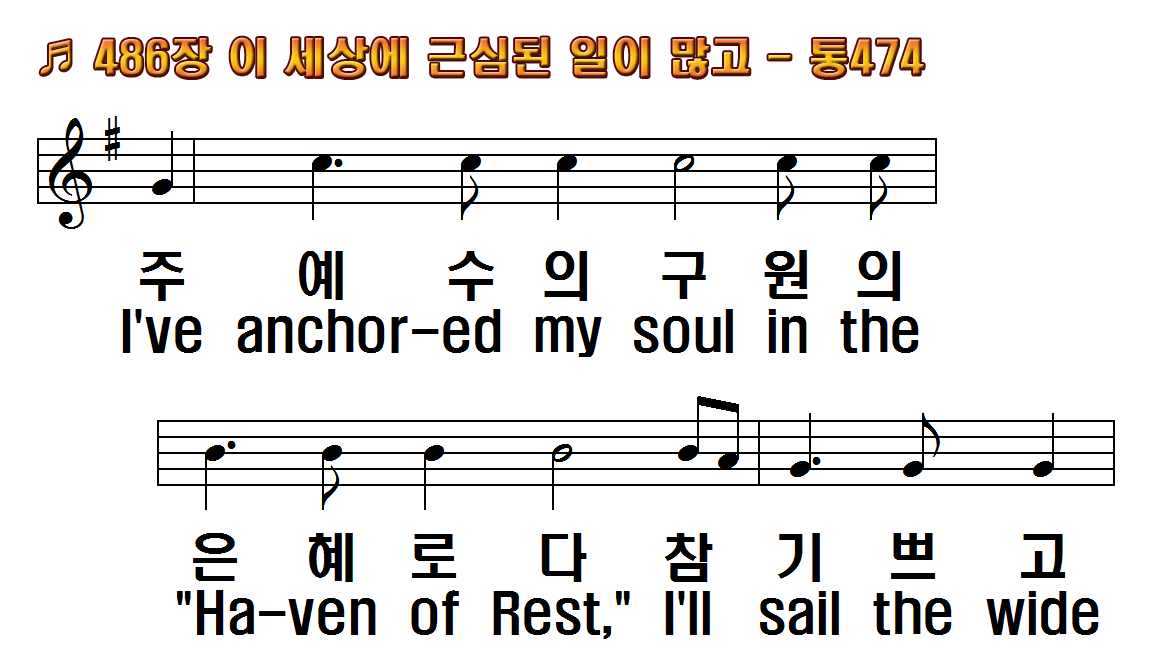 ♬ 486장 이 세상에 근심된 일이 많고 - 통474
주 예 수 의 구 원 의
I've anchor-ed my soul in the
은 혜 로 다 참 기 쁘 고
"Ha-ven of Rest," I'll sail the wide